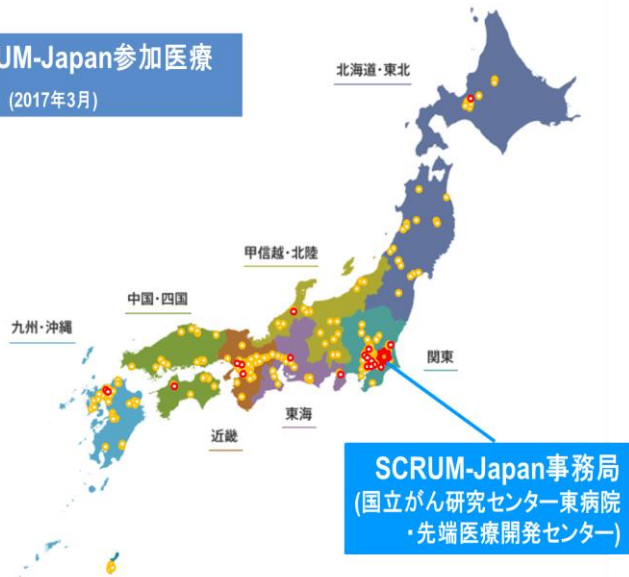 UM-Japan参加医療
(2017年3月)
北海道・東北
甲信越・北陸
中国・四国
九州・沖縄
関東
東海
近畿
SCRUM-Japan事務局
(国立がん研究センター東病院
・先端医療開発センター)